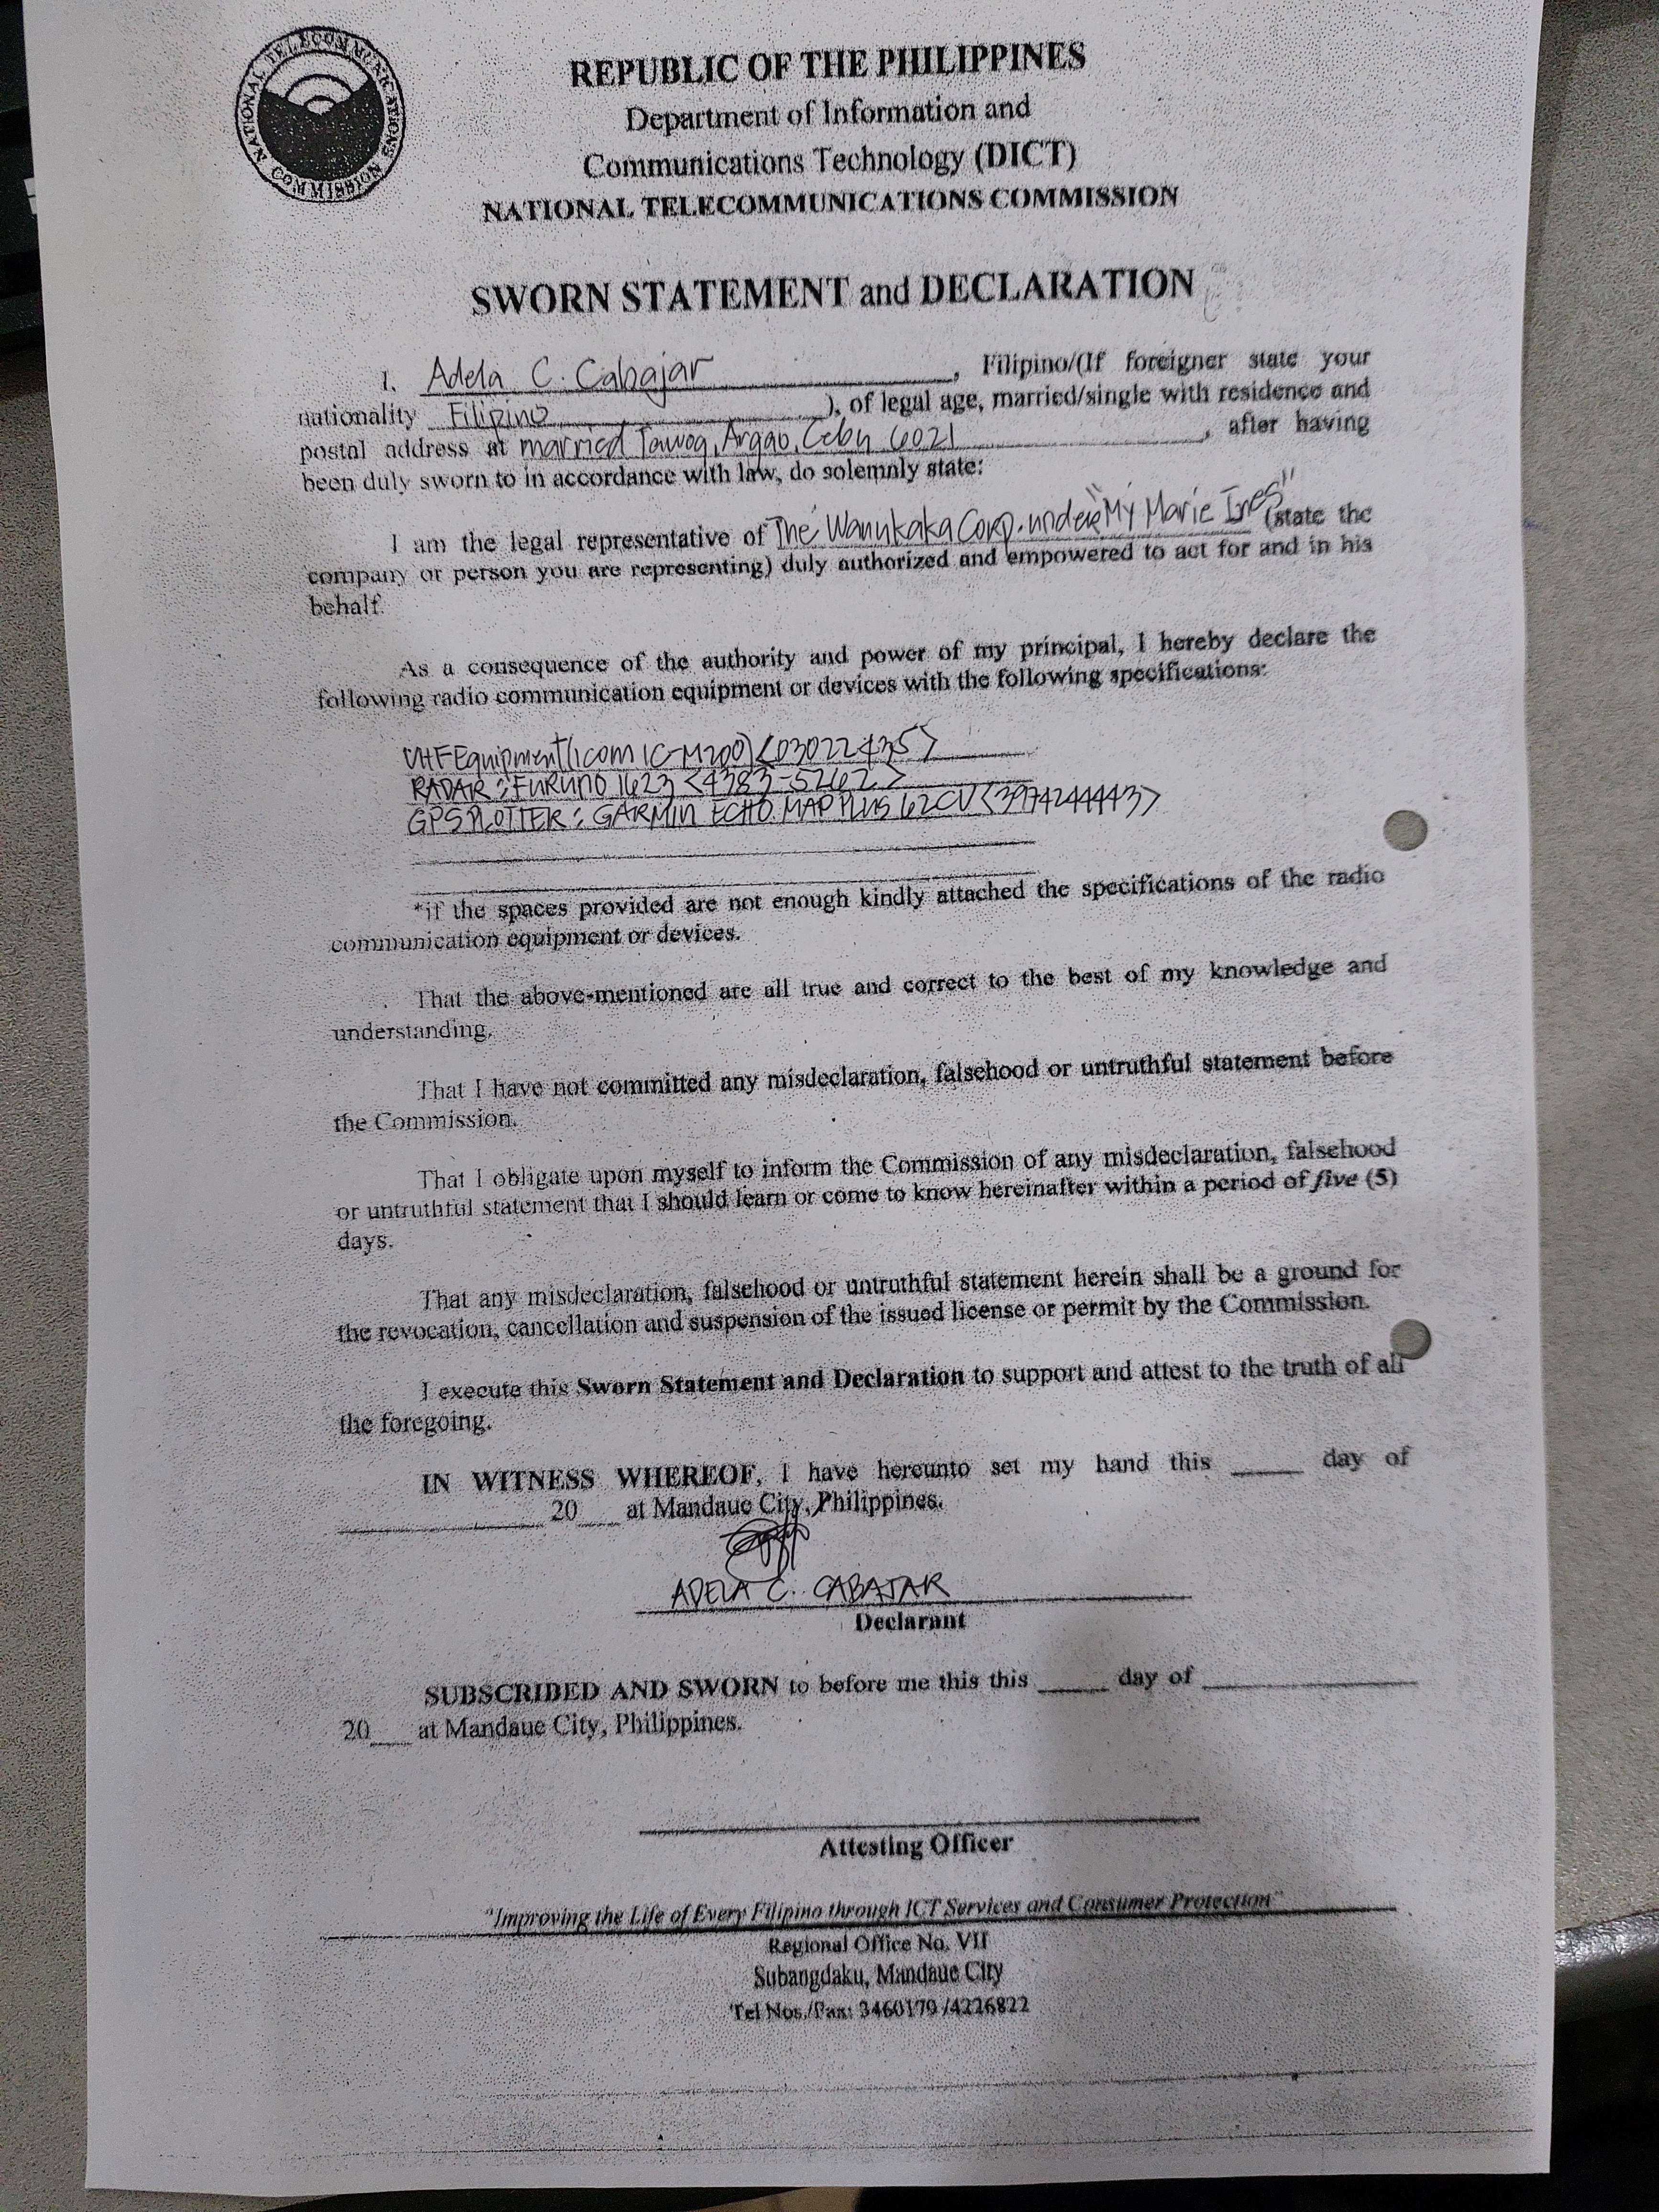 NATIONAL TELECOMMUNICATIONS COMMISSION
REPUBLIC OF THE PHILIPPINES
Department of Information and
Communications Technology (DICT)
NATIONAL TELECOMMUNICATIONS COMMISSION
SWORN STATEMENT and DECLARATION
I, Adela C. Cabajar, Filipino/(If foreigner state your
nationality Filipino), of legal age, married/single with residence and
postal address at married Tawog, Argao, Cebu 6021, after having
been duly sworn to in accordance with law, do solemnly state:
I am the legal representative of The Wanukaka Corp. under "My Marie Ines" (state the
company or person you are representing) duly authorized and empowered to act for and in his
behalf.
As a consequence of the authority and power of my principal, I hereby declare the
following radio communication equipment or devices with the following specifications:
VHF Equipment (Icom IC-M200) <03022435>
RADAR: FURUNO 1623 <4383-5262>
GPS PLOTTER: GARMIN ECHO MAP PLUS 62CV <3974244443>
*if the spaces provided are not enough kindly attached the specifications of the radio
communication equipment or devices.
That the above-mentioned are all true and correct to the best of my knowledge and
understanding.
That I have not committed any misdeclaration, falsehood or untruthful statement before
the Commission.
That I obligate upon myself to inform the Commission of any misdeclaration, falsehood
or untruthful statement that I should learn or come to know hereinafter within a period of five (5)
days.
That any misdeclaration, falsehood or untruthful statement herein shall be a ground for
the revocation, cancellation and suspension of the issued license or permit by the Commission.
I execute this Sworn Statement and Declaration to support and attest to the truth of all
the foregoing.
IN WITNESS WHEREOF, I have hereunto set my hand this ____ day of
____________ 20___ at Mandaue City, Philippines.
ADELA C. CABAJAR
Declarant
SUBSCRIBED AND SWORN to before me this this ____ day of ____________
20___ at Mandaue City, Philippines.
Attesting Officer
"Improving the Life of Every Filipino through ICT Services and Consumer Protection"
Regional Office No. VII
Subangdaku, Mandaue City
Tel Nos./Fax: 3460179 /4226822